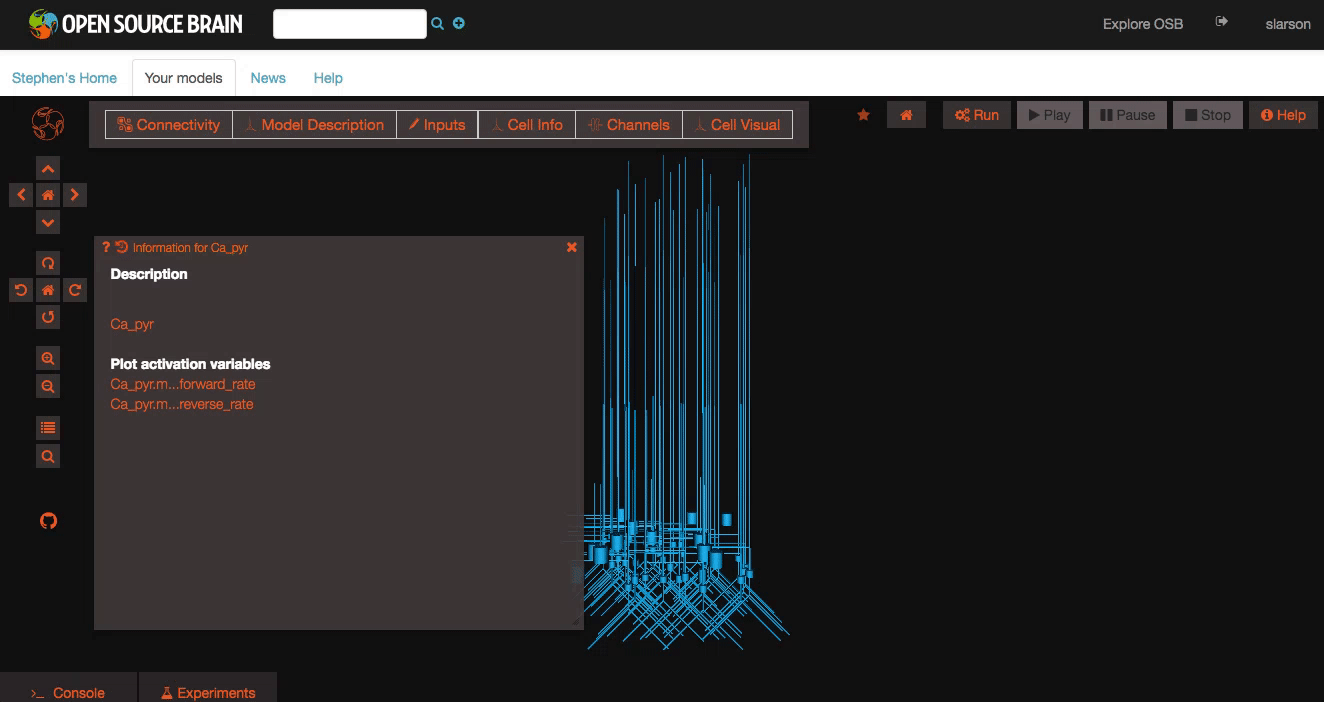 OPEN SOURCE BRAIN
Explore OSB
slarson
Stephen's Home
Your models
News
Help
Connectivity
Model Description
Inputs
Cell Info
Channels
Cell Visual
Run
Play
Pause
Stop
Help
? Information for Ca_pyr
Description
Ca_pyr
Plot activation variables
Ca_pyr.m...forward_rate
Ca_pyr.m...reverse_rate
>_ Console
Experiments